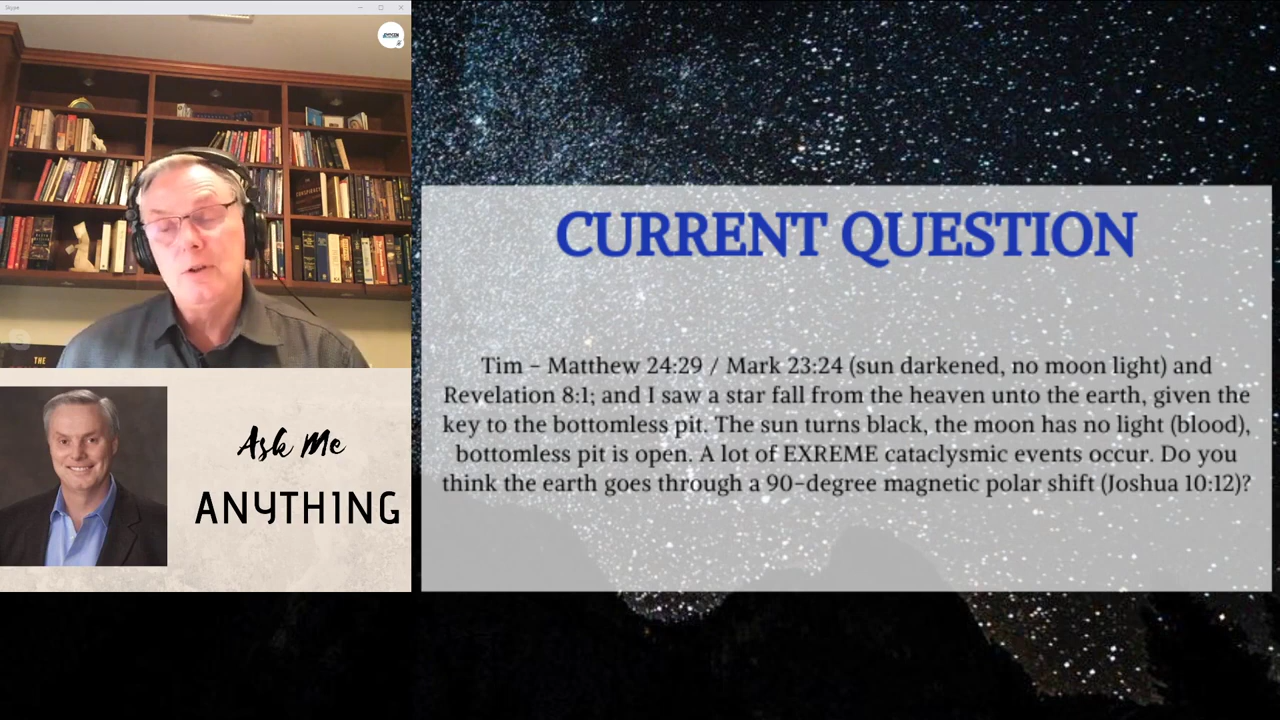 Skype
CONSPIRACY
THE
Ask Me
ANYTHING
CURRENT QUESTION
Tim – Matthew 24:29 / Mark 23:24 (sun darkened, no moon light) and
Revelation 8:1; and I saw a star fall from the heaven unto the earth, given the
key to the bottomless pit. The sun turns black, the moon has no light (blood),
bottomless pit is open. A lot of EXREME cataclysmic events occur. Do you
think the earth goes through a 90-degree magnetic polar shift (Joshua 10:12)?